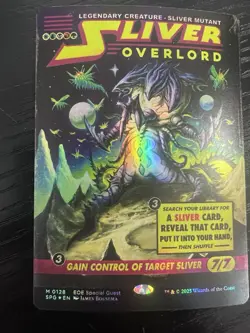 LEGENDARY CREATURE - SLIVER MUTANT
SLIVER
OVERLORD
3
SEARCH YOUR LIBRARY FOR
A SLIVER CARD,
REVEAL THAT CARD,
PUT IT INTO YOUR HAND,
THEN SHUFFLE
3
GAIN CONTROL OF TARGET SLIVER
7/7
M 0128
SPG EN
EOE Special Guest
™ & © 2025 Wizards of the Coast